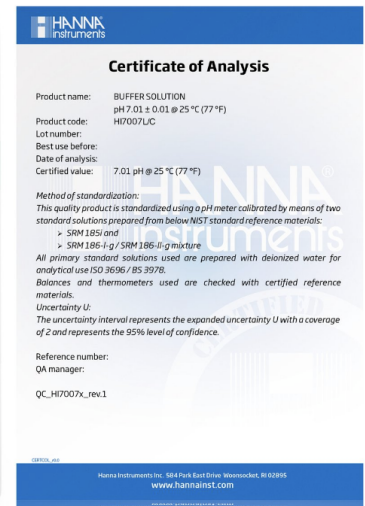 HANNA
instruments
Certificate of Analysis
Product name: BUFFER SOLUTION
pH 7.01 ± 0.01 @ 25 °C (77 °F)
Product code: HI7007L/C
Lot number:
Best use before:
Date of analysis:
Certified value: 7.01 pH @ 25 °C (77 °F)
Method of standardization:
This quality product is standardized using a pH meter calibrated by means of two
standard solutions prepared from below NIST standard reference materials:
➢ SRM 185i and
➢ SRM 186-I-g / SRM 186-II-g mixture
All primary standard solutions used are prepared with deionized water for
analytical use ISO 3696 / BS 3978.
Balances and thermometers used are checked with certified reference
materials.
Uncertainty U:
The uncertainty interval represents the expanded uncertainty U with a coverage
of 2 and represents the 95% level of confidence.
Reference number:
QA manager:
QC_HI7007x_rev.1
Hanna Instruments Inc. 584 Park East Drive Woonsocket, RI 02895
www.hannainst.com